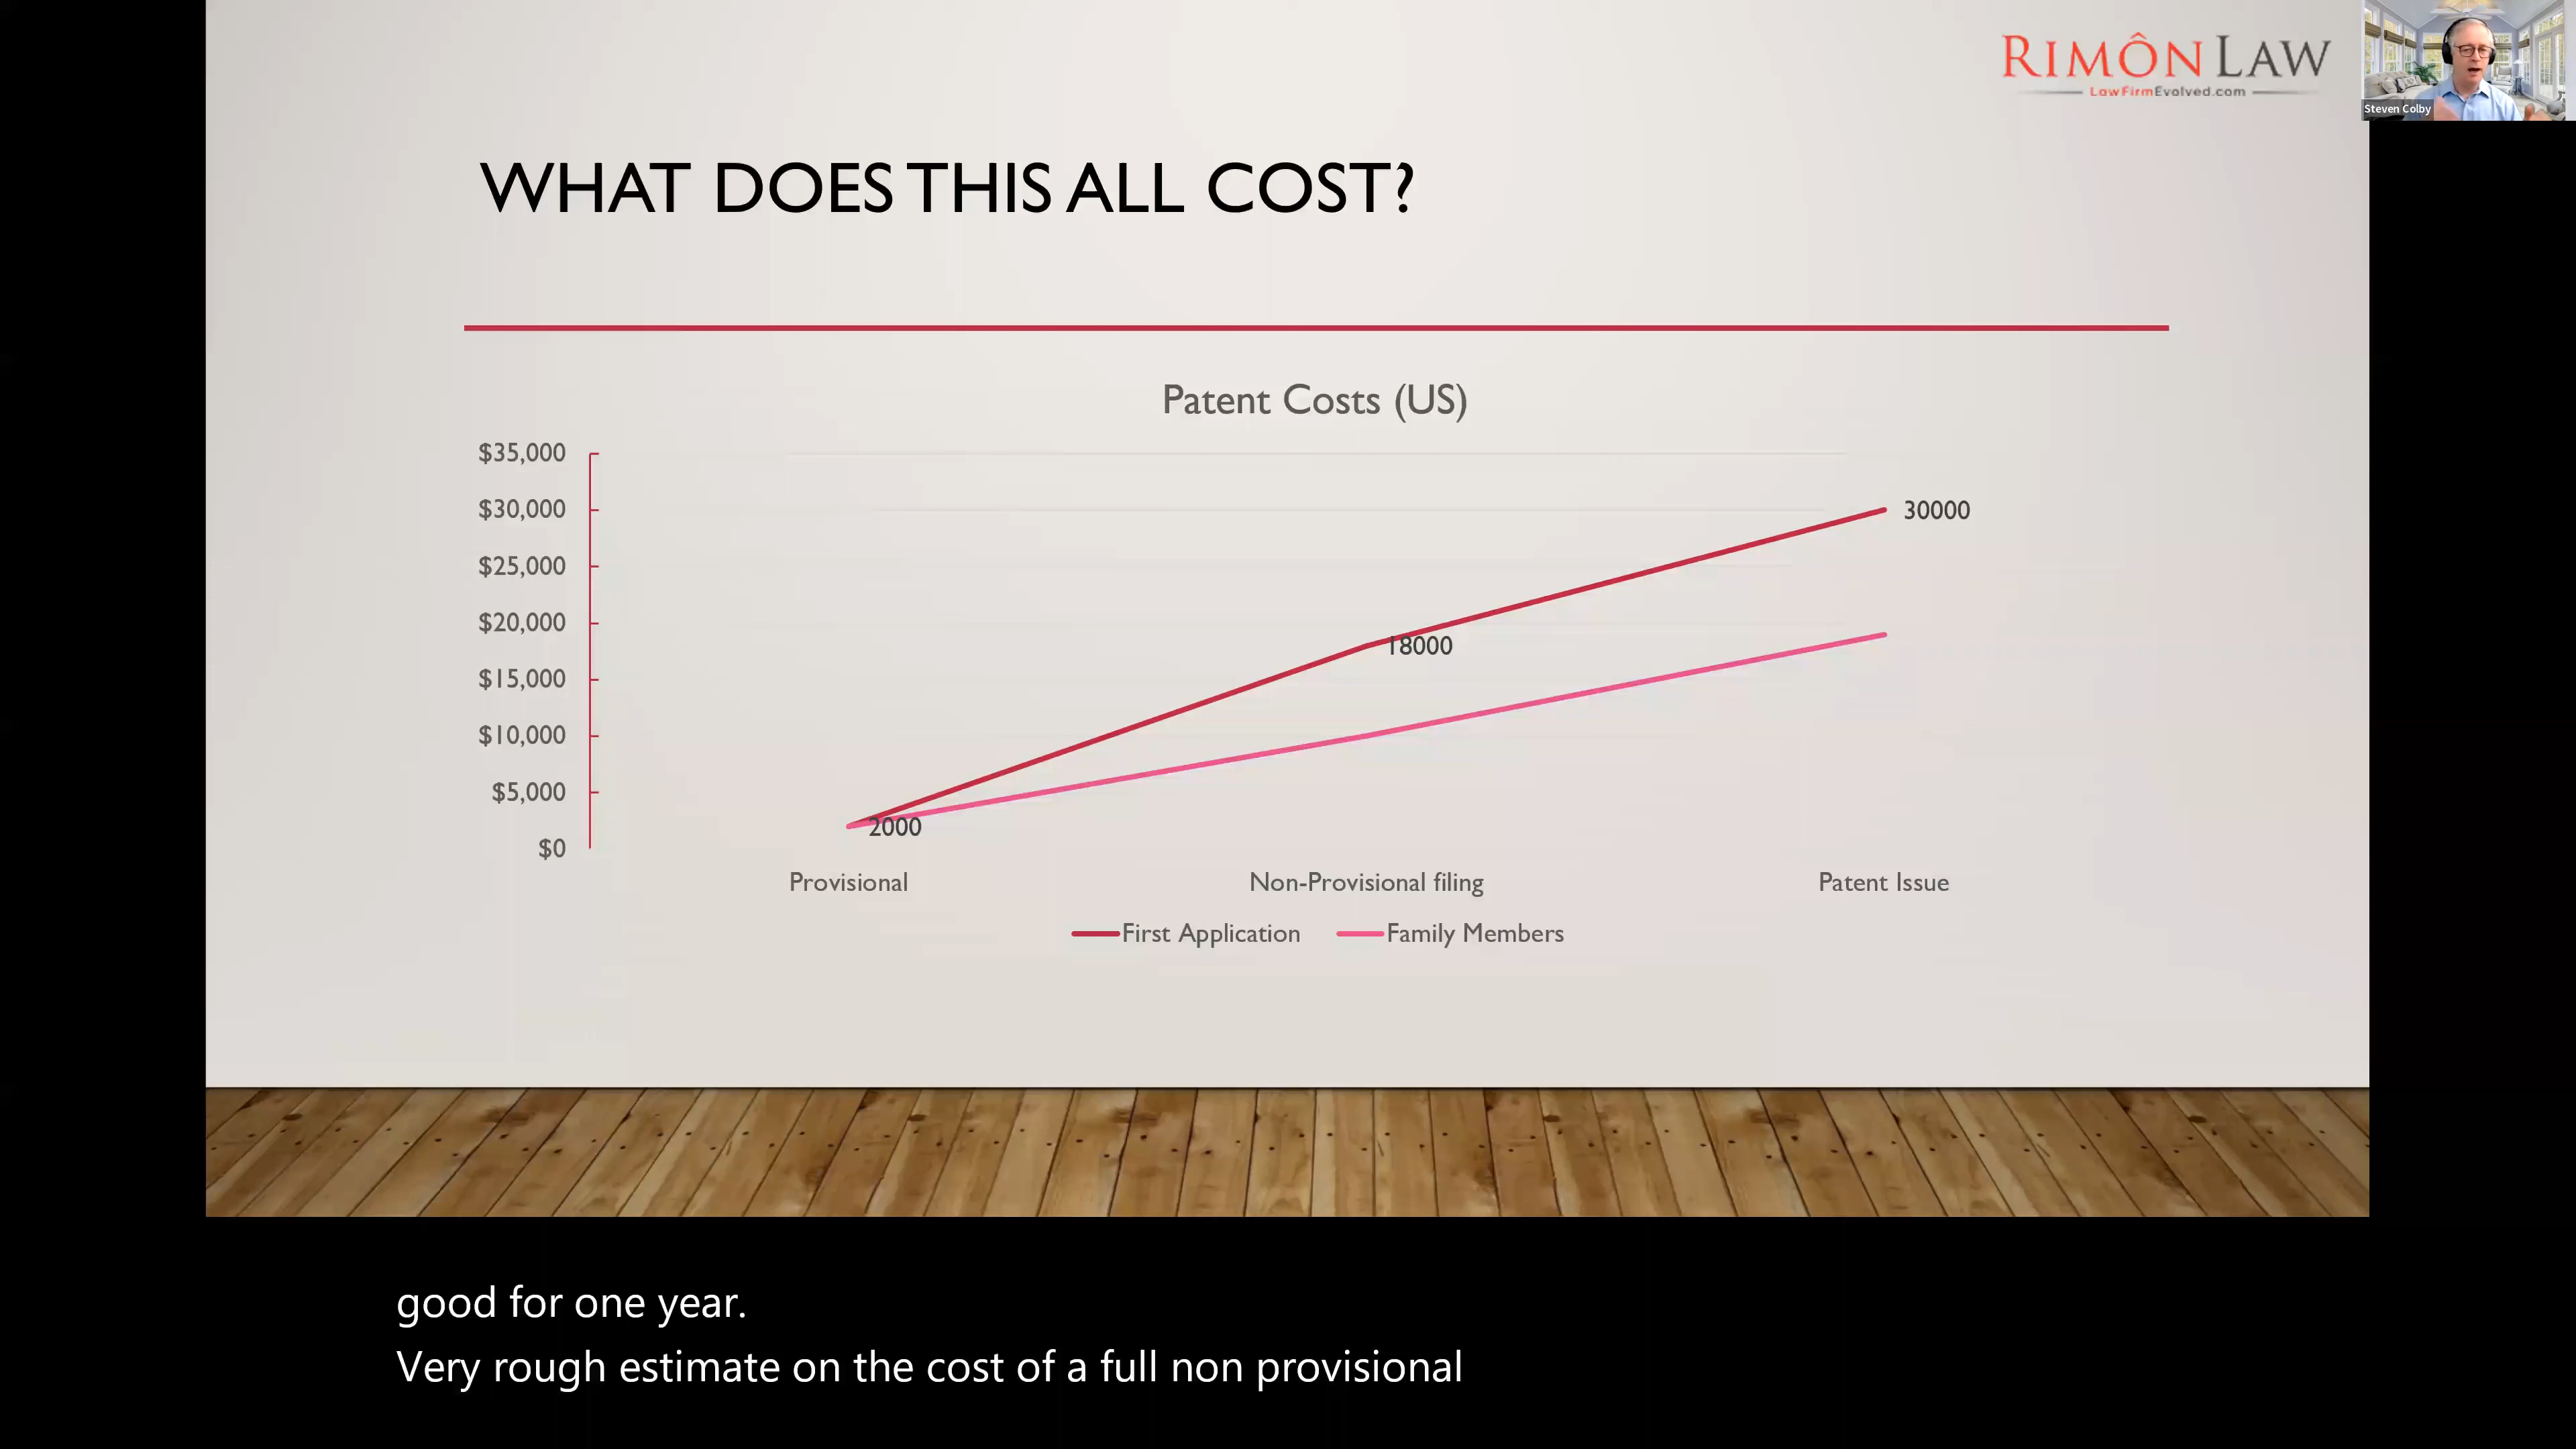 RIMÔN LAW
LawFirmEvolved.com
Steven Colby
WHAT DOES THIS ALL COST?
Patent Costs (US)
$35,000
$30,000
$25,000
$20,000
$15,000
$10,000
$5,000
$0
30000
18000
2000
Provisional
Non-Provisional filing
Patent Issue
First Application
Family Members
good for one year.
Very rough estimate on the cost of a full non provisional